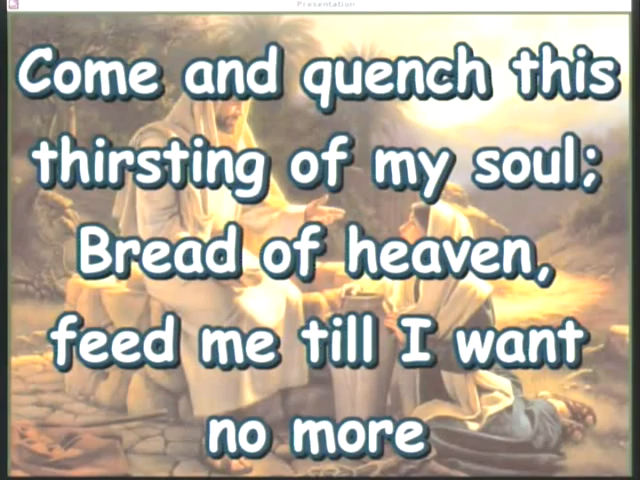 Presentation
Come and quench this
thirsting of my soul;
Bread of heaven,
feed me till I want
no more